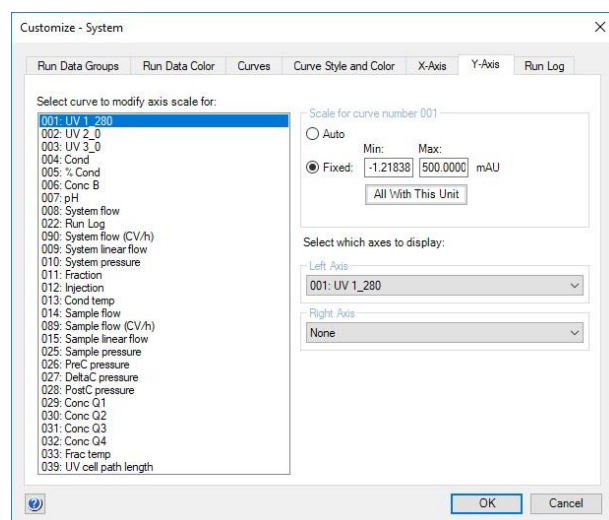 Customize - System
Run Data Groups
Run Data Color
Curves
Curve Style and Color
X-Axis
Y-Axis
Run Log
Select curve to modify axis scale for:
001: UV 1_280
002: UV 2_0
003: UV 3_0
004: Cond
005: % Cond
006: Conc B
007: pH
008: System flow
022: Run Log
090: System flow (CV/h)
009: System linear flow
010: System pressure
011: Fraction
012: Injection
013: Cond temp
014: Sample flow
089: Sample flow (CV/h)
015: Sample linear flow
025: Sample pressure
026: PreC pressure
027: DeltaC pressure
028: PostC pressure
029: Conc Q1
030: Conc Q2
031: Conc Q3
032: Conc Q4
033: Frac temp
039: UV cell path length
Scale for curve number 001
Auto
Min: Max:
Fixed: -1.21838 500.0000 mAU
All With This Unit
Select which axes to display:
Left Axis
001: UV 1_280
Right Axis
None
OK
Cancel